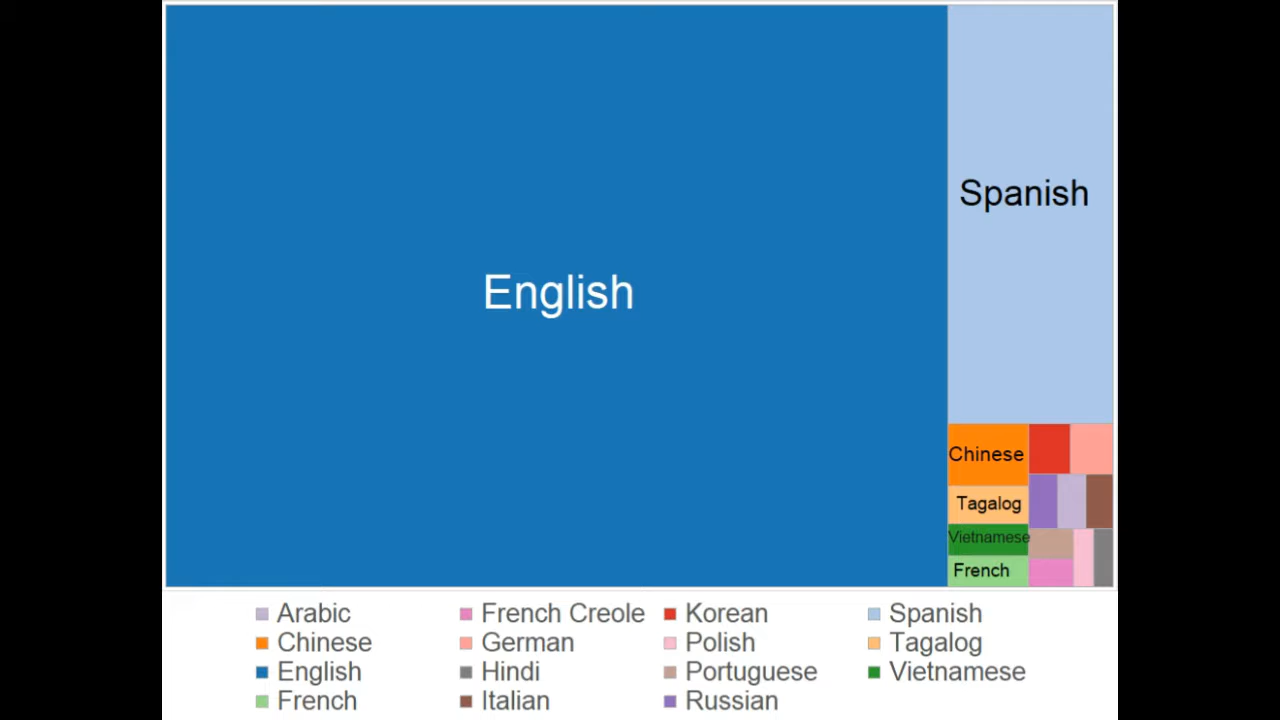 English
Spanish
Chinese
Tagalog
Vietnamese
French
Arabic
French Creole
Korean
Spanish
Chinese
German
Polish
Tagalog
English
Hindi
Portuguese
Vietnamese
French
Italian
Russian